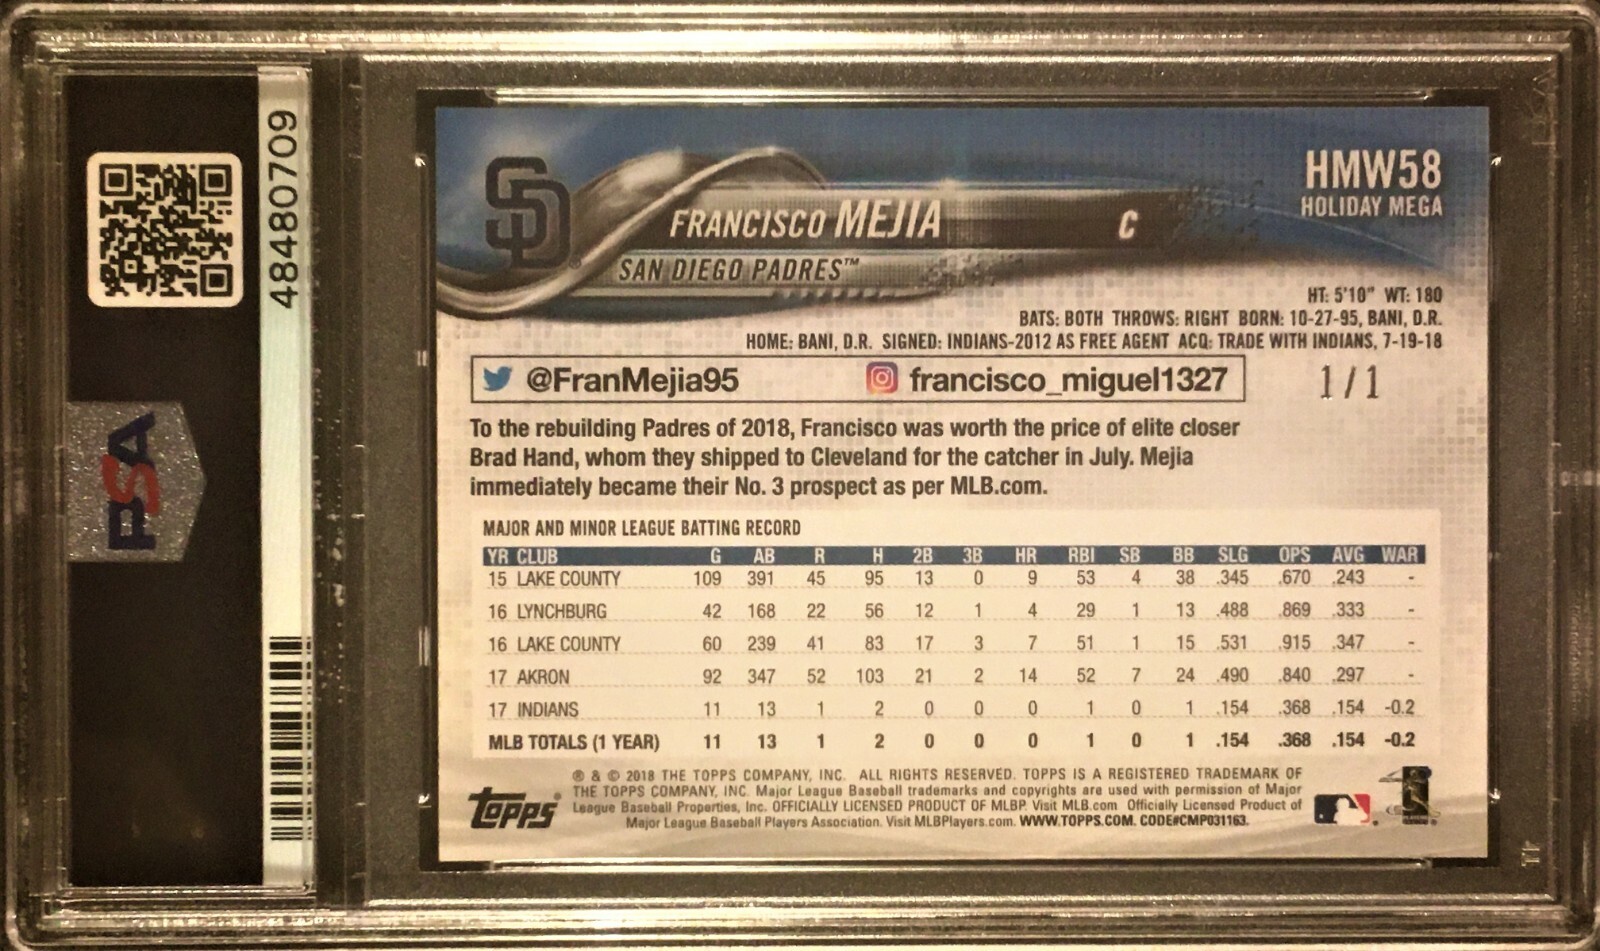 48480709
PSA
SD
HMW58
HOLIDAY MEGA
FRANCISCO MEJIA C
SAN DIEGO PADRES™
HT: 5'10" WT: 180
BATS: BOTH THROWS: RIGHT BORN: 10-27-95, BANI, D.R.
HOME: BANI, D.R. SIGNED: INDIANS-2012 AS FREE AGENT ACQ: TRADE WITH INDIANS, 7-19-18
@FranMejia95 francisco_miguel1327 1/1
To the rebuilding Padres of 2018, Francisco was worth the price of elite closer
Brad Hand, whom they shipped to Cleveland for the catcher in July. Mejia
immediately became their No. 3 prospect as per MLB.com.
MAJOR AND MINOR LEAGUE BATTING RECORD
YR CLUB G AB R H 2B 3B HR RBI SB BB SLG OPS AVG WAR
15 LAKE COUNTY 109 391 45 95 13 0 9 53 4 38 .345 .670 .243 -
16 LYNCHBURG 42 168 22 56 12 1 4 29 1 13 .488 .869 .333 -
16 LAKE COUNTY 60 239 41 83 17 3 7 51 1 15 .531 .915 .347 -
17 AKRON 92 347 52 103 21 2 14 52 7 24 .490 .840 .297 -
17 INDIANS 11 13 1 2 0 0 0 1 0 1 .154 .368 .154 -0.2
MLB TOTALS (1 YEAR) 11 13 1 2 0 0 0 1 0 1 .154 .368 .154 -0.2
® & © 2018 THE TOPPS COMPANY, INC. ALL RIGHTS RESERVED. TOPPS IS A REGISTERED TRADEMARK OF
THE TOPPS COMPANY, INC. Major League Baseball trademarks and copyrights are used with permission of Major
League Baseball Properties, Inc. OFFICIALLY LICENSED PRODUCT OF MLBP. Visit MLB.com Officially Licensed Product of
Major League Baseball Players Association. Visit MLBPlayers.com. WWW.TOPPS.COM. CODE#CMP031163.
TOPPS®